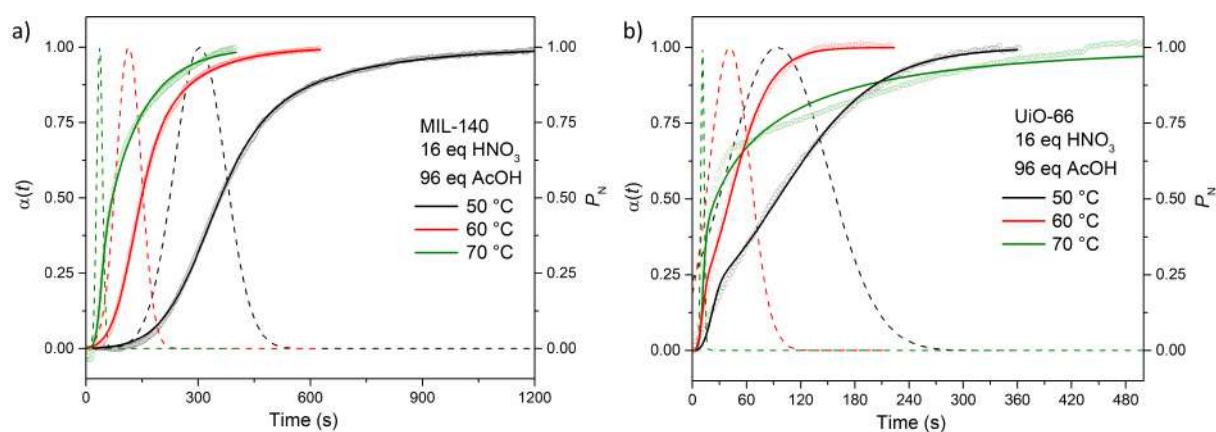 a)
1.00
0.75
0.50
0.25
0.00
α(t)
MIL-140
16 eq HNO₃
96 eq AcOH
50 °C
60 °C
70 °C
1.00
0.75
0.50
0.25
0.00
P_N
0 300 600 900 1200
Time (s)
b)
1.00
0.75
0.50
0.25
0.00
α(t)
UiO-66
16 eq HNO₃
96 eq AcOH
50 °C
60 °C
70 °C
1.00
0.75
0.50
0.25
0.00
P_N
0 60 120 180 240 300 360 420 480
Time (s)